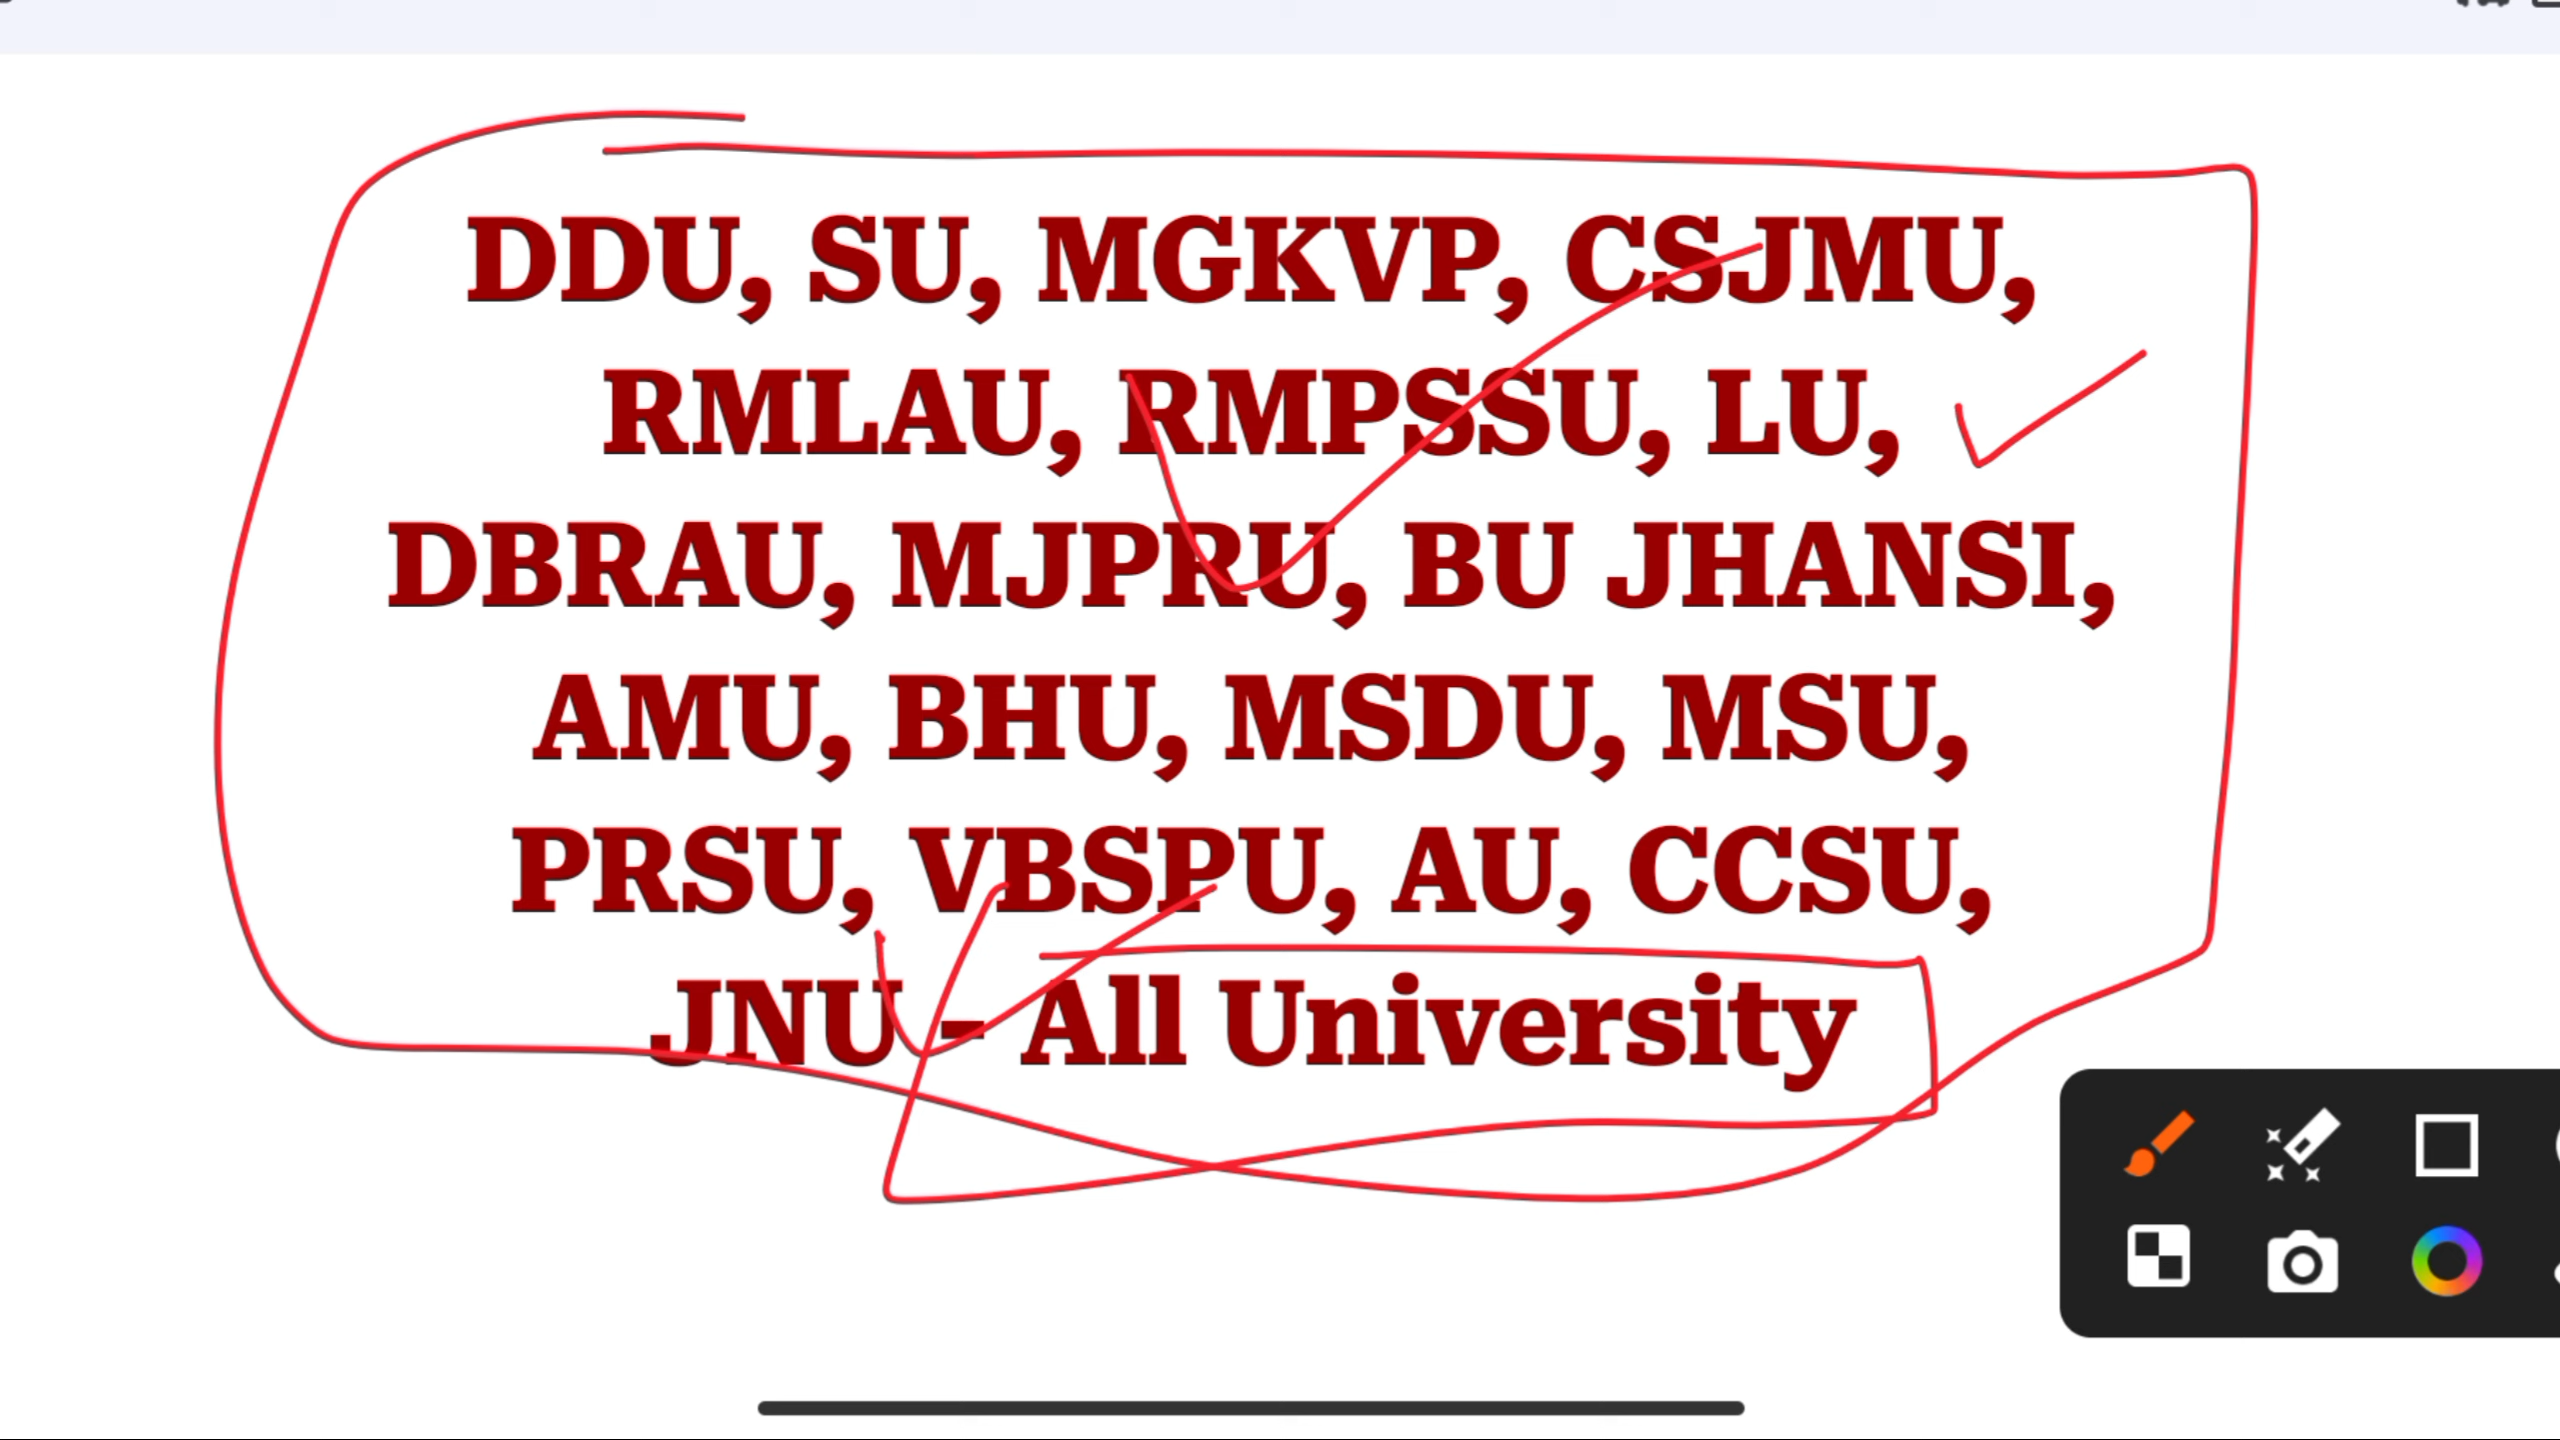 DDU, SU, MGKVP, CSJMU,
RMLAU, RMPSSU, LU,
DBRAU, MJPRU, BU JHANSI,
AMU, BHU, MSDU, MSU,
PRSU, VBSPU, AU, CCSU,
JNU - All University